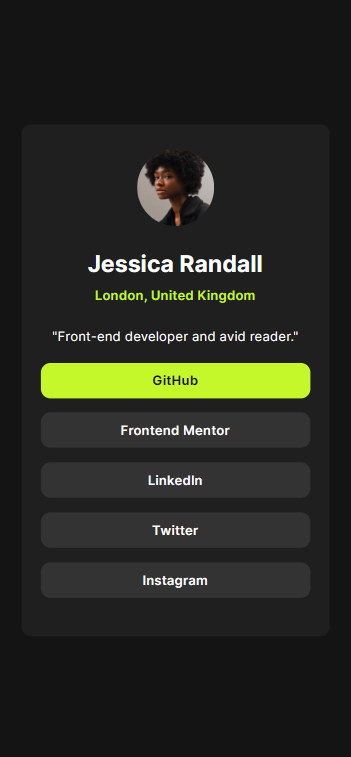 Jessica Randall
London, United Kingdom
"Front-end developer and avid reader."
GitHub
Frontend Mentor
LinkedIn
Twitter
Instagram